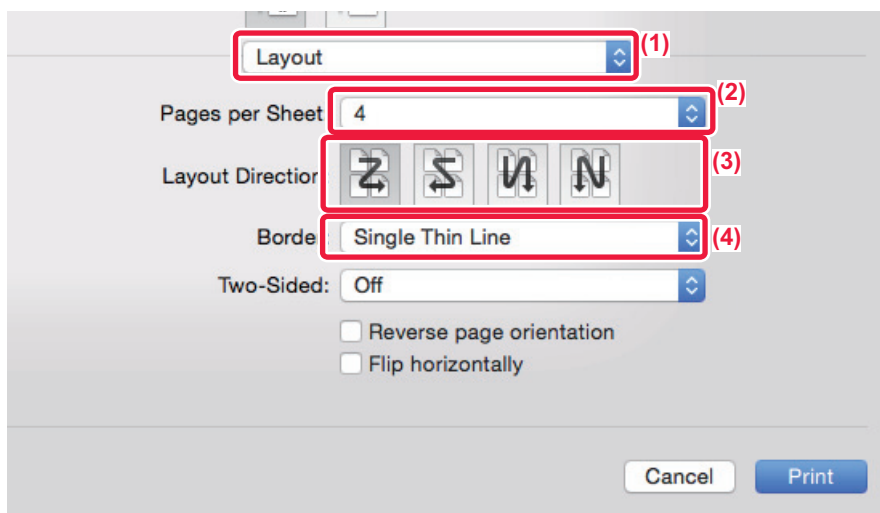 Layout
(1)
Pages per Sheet 4
(2)
Layout Direction
(3)
Borde Single Thin Line
(4)
Two-Sided: Off
Reverse page orientation
Flip horizontally
Cancel Print